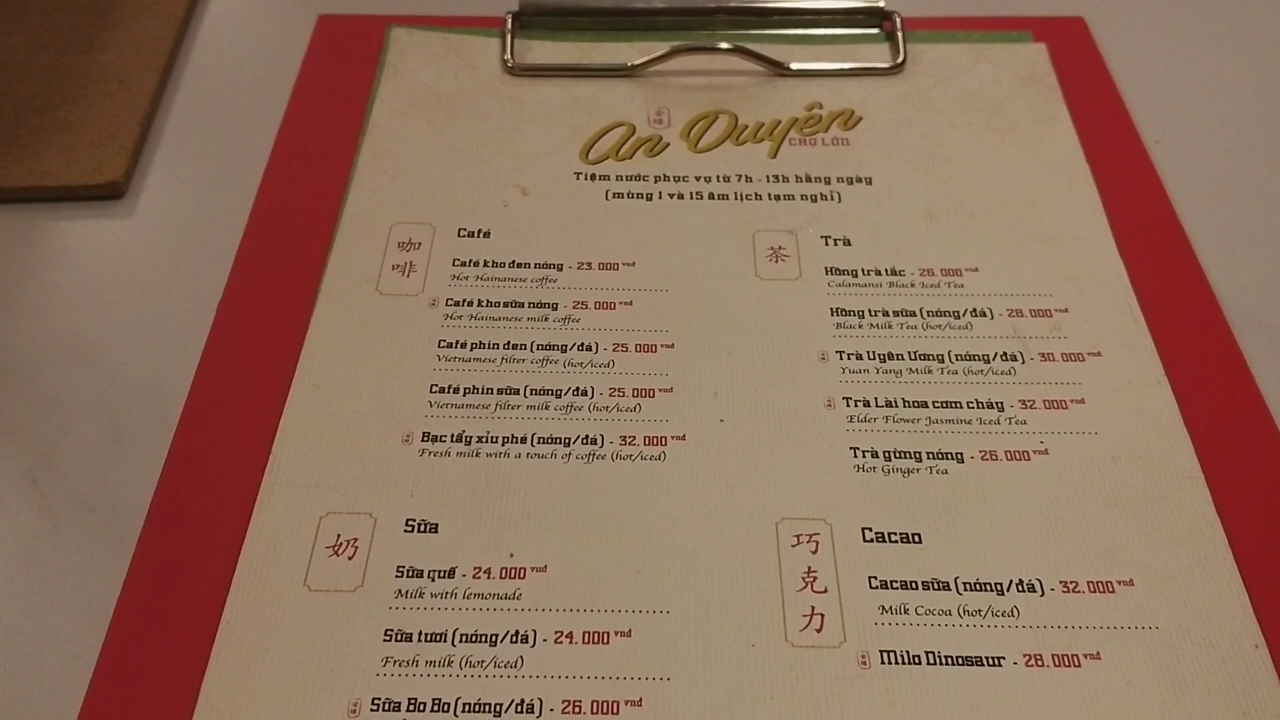 An Duyên
CHỢ LỚN
Tiệm nước phục vụ từ 7h - 13h hằng ngày
(mùng 1 và 15 âm lịch tạm nghỉ)
咖啡
Café
Café kho đen nóng - 23.000 vnd
Hot Hainanese coffee
Café kho sữa nóng - 25.000 vnd
Hot Hainanese milk coffee
Café phin đen (nóng/đá) - 25.000 vnd
Vietnamese filter coffee (hot/iced)
Café phin sữa (nóng/đá) - 25.000 vnd
Vietnamese filter milk coffee (hot/iced)
Bạc tẩy xỉu phé (nóng/đá) - 32.000 vnd
Fresh milk with a touch of coffee (hot/iced)
茶
Trà
Hồng trà tắc - 26.000 vnd
Calamansi Black Iced Tea
Hồng trà sữa (nóng/đá) - 28.000 vnd
Black Milk Tea (hot/iced)
Trà Uyên Ương (nóng/đá) - 30.000 vnd
Yuan Yang Milk Tea (hot/iced)
Trà Lài hoa cơm cháy - 32.000 vnd
Elder Flower Jasmine Iced Tea
Trà gừng nóng - 26.000 vnd
Hot Ginger Tea
奶
Sữa
Sữa quế - 24.000 vnd
Milk with lemonade
Sữa tươi (nóng/đá) - 24.000 vnd
Fresh milk (hot/iced)
Sữa Bo Bo (nóng/đá) - 26.000 vnd
巧克力
Cacao
Cacao sữa (nóng/đá) - 32.000 vnd
Milk Cocoa (hot/iced)
Milo Dinosaur - 28.000 vnd